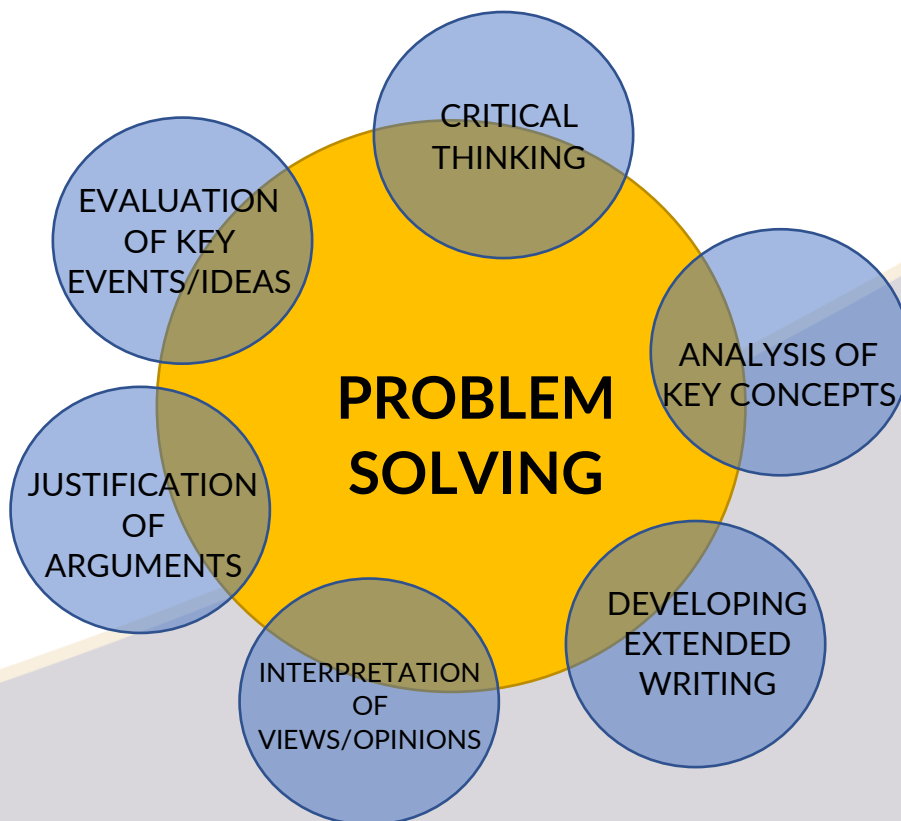 CRITICAL
THINKING
EVALUATION
OF KEY
EVENTS/IDEAS
ANALYSIS OF
KEY CONCEPTS
PROBLEM
SOLVING
JUSTIFICATION
OF
ARGUMENTS
DEVELOPING
EXTENDED
WRITING
INTERPRETATION
OF
VIEWS/OPINIONS